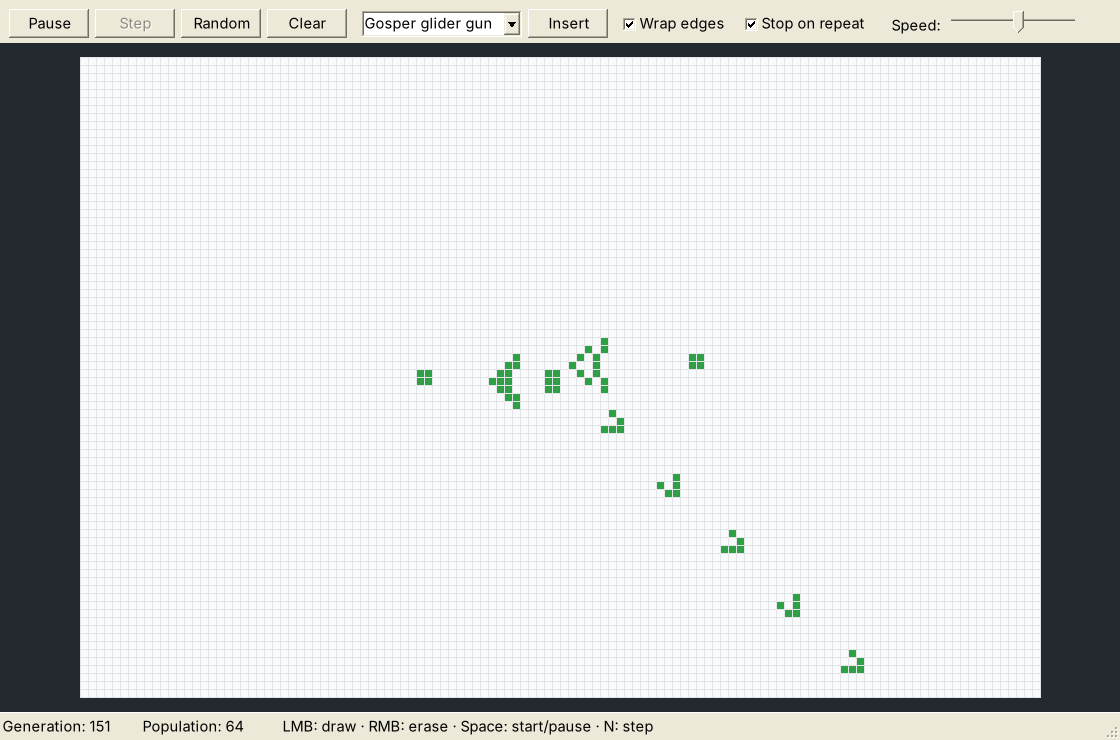 Pause Step Random Clear Gosper glider gun Insert Wrap edges Stop on repeat Speed:
Generation: 151 Population: 64 LMB: draw · RMB: erase · Space: start/pause · N: step